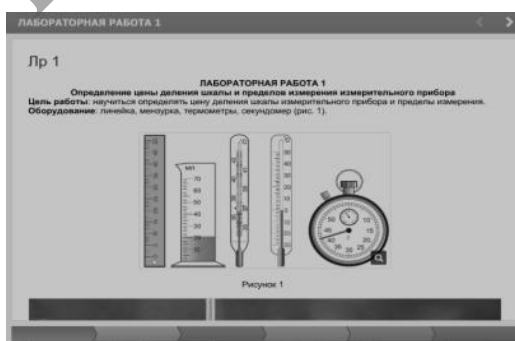 ЛАБОРАТОРНАЯ РАБОТА 1
Лр 1
ЛАБОРАТОРНАЯ РАБОТА 1
Определение цены деления шкалы и пределов измерения измерительного прибора
Цель работы: научиться определять цену деления шкалы измерительного прибора и пределы измерения.
Оборудование: линейка, мензурка, термометры, секундомер (рис. 1).
Рисунок 1